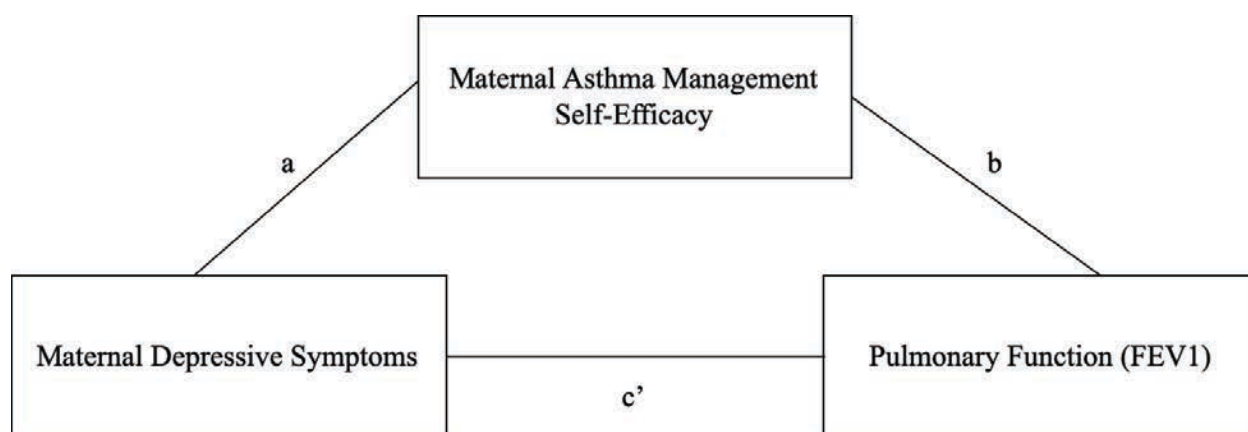 Maternal Asthma Management
Self-Efficacy
a
b
Maternal Depressive Symptoms
Pulmonary Function (FEV1)
c’